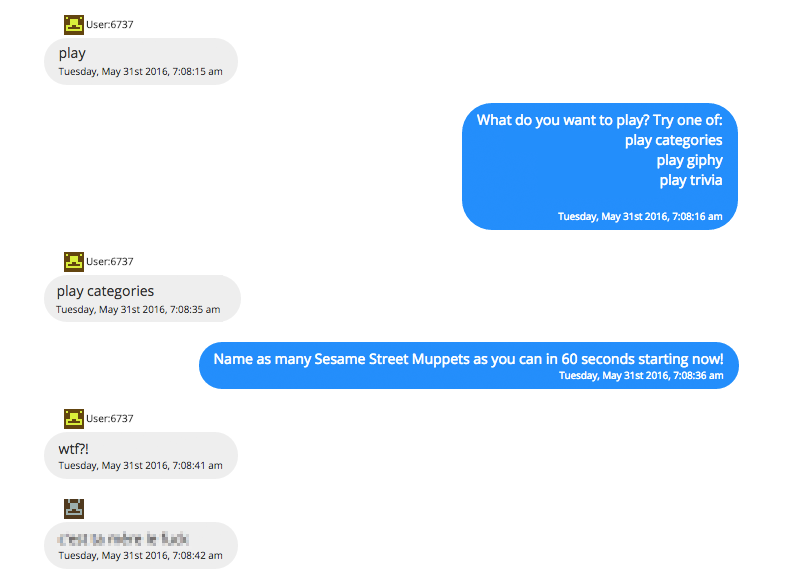 User:6737
play
Tuesday, May 31st 2016, 7:08:15 am
What do you want to play? Try one of:
play categories
play giphy
play trivia
Tuesday, May 31st 2016, 7:08:16 am
User:6737
play categories
Tuesday, May 31st 2016, 7:08:35 am
Name as many Sesame Street Muppets as you can in 60 seconds starting now!
Tuesday, May 31st 2016, 7:08:36 am
User:6737
wtf?!
Tuesday, May 31st 2016, 7:08:41 am
Tuesday, May 31st 2016, 7:08:42 am